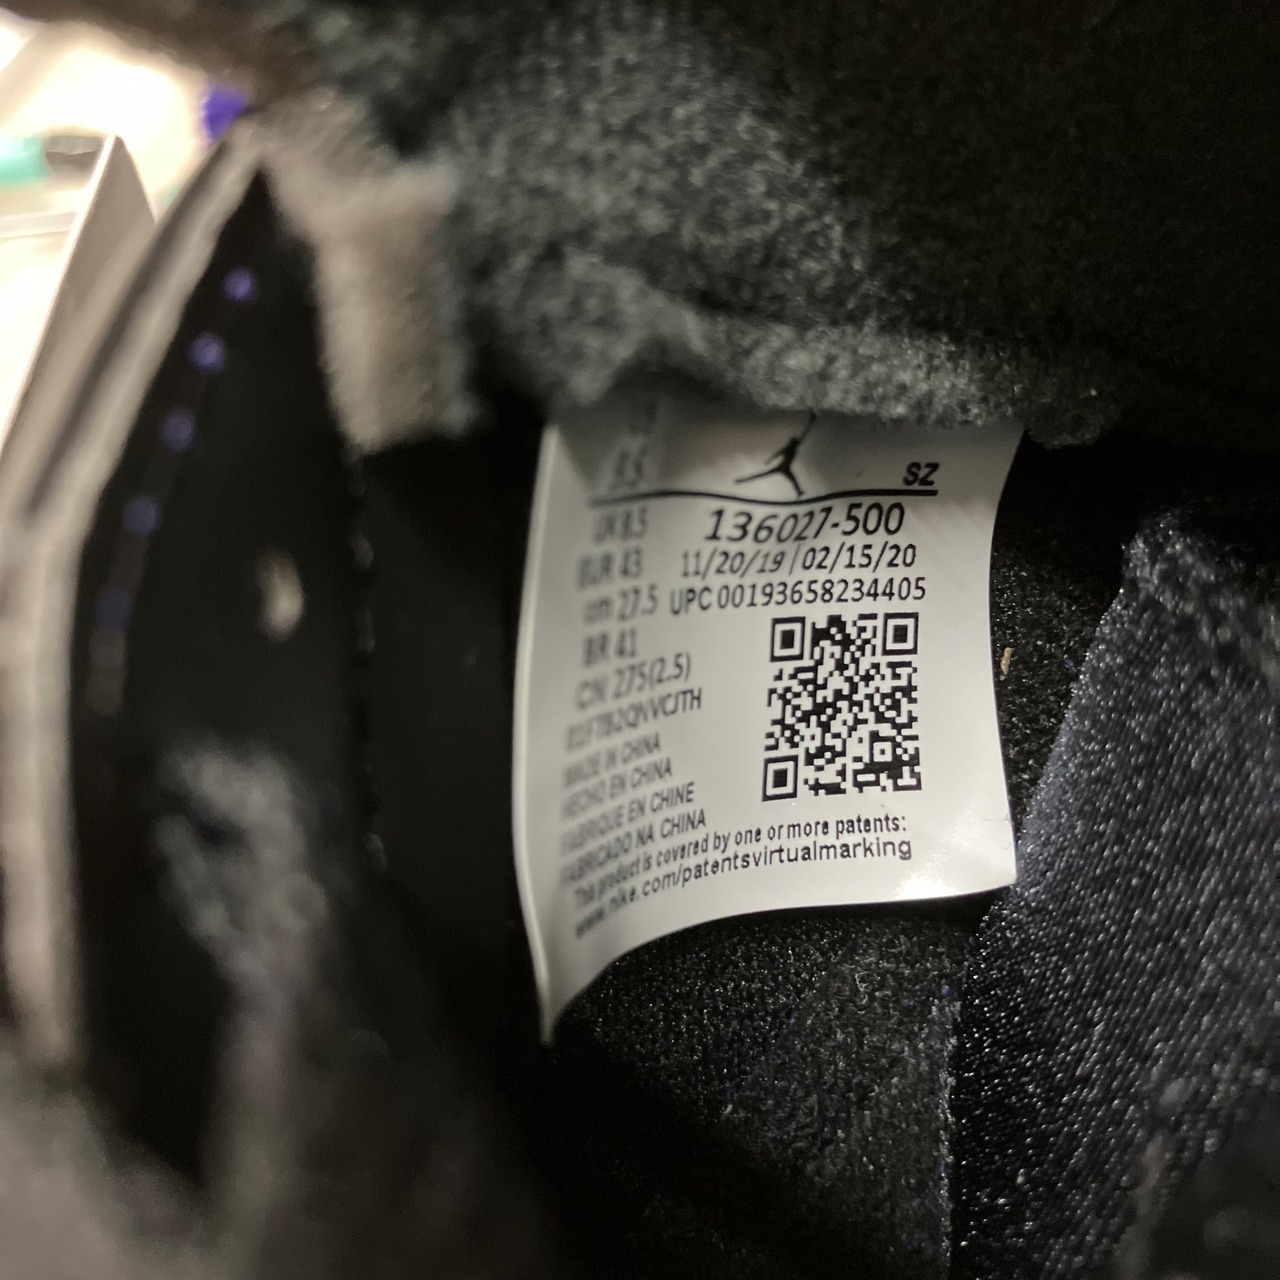 9.5
SZ
UK 8.5
136027-500
EUR 43
11/20/19 | 02/15/20
cm 27.5
UPC 00193658234405
BR 41
CN 275(2.5)
MADE IN CHINA
HECHO EN CHINA
FABRIQUE EN CHINE
FABRICADO NA CHINA
This product is covered by one or more patents:
www.nike.com/patentsvirtualmarking